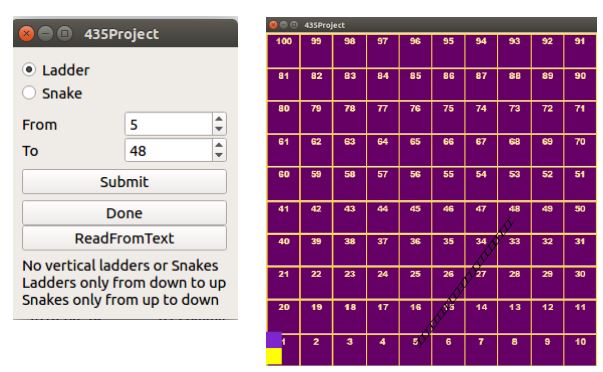 435Project
Ladder
Snake
From 5
To 48
Submit
Done
ReadFromText
No vertical ladders or Snakes
Ladders only from down to up
Snakes only from up to down
435Project
100 99 98 97 96 95 94 93 92 91
81 82 83 84 85 86 87 88 89 90
80 79 78 77 76 75 74 73 72 71
61 62 63 64 65 66 67 68 69 70
60 59 58 57 56 55 54 53 52 51
41 42 43 44 45 46 47 48 49 50
40 39 38 37 36 35 34 33 32 31
21 22 23 24 25 26 27 28 29 30
20 19 18 17 16 15 14 13 12 11
1 2 3 4 5 6 7 8 9 10